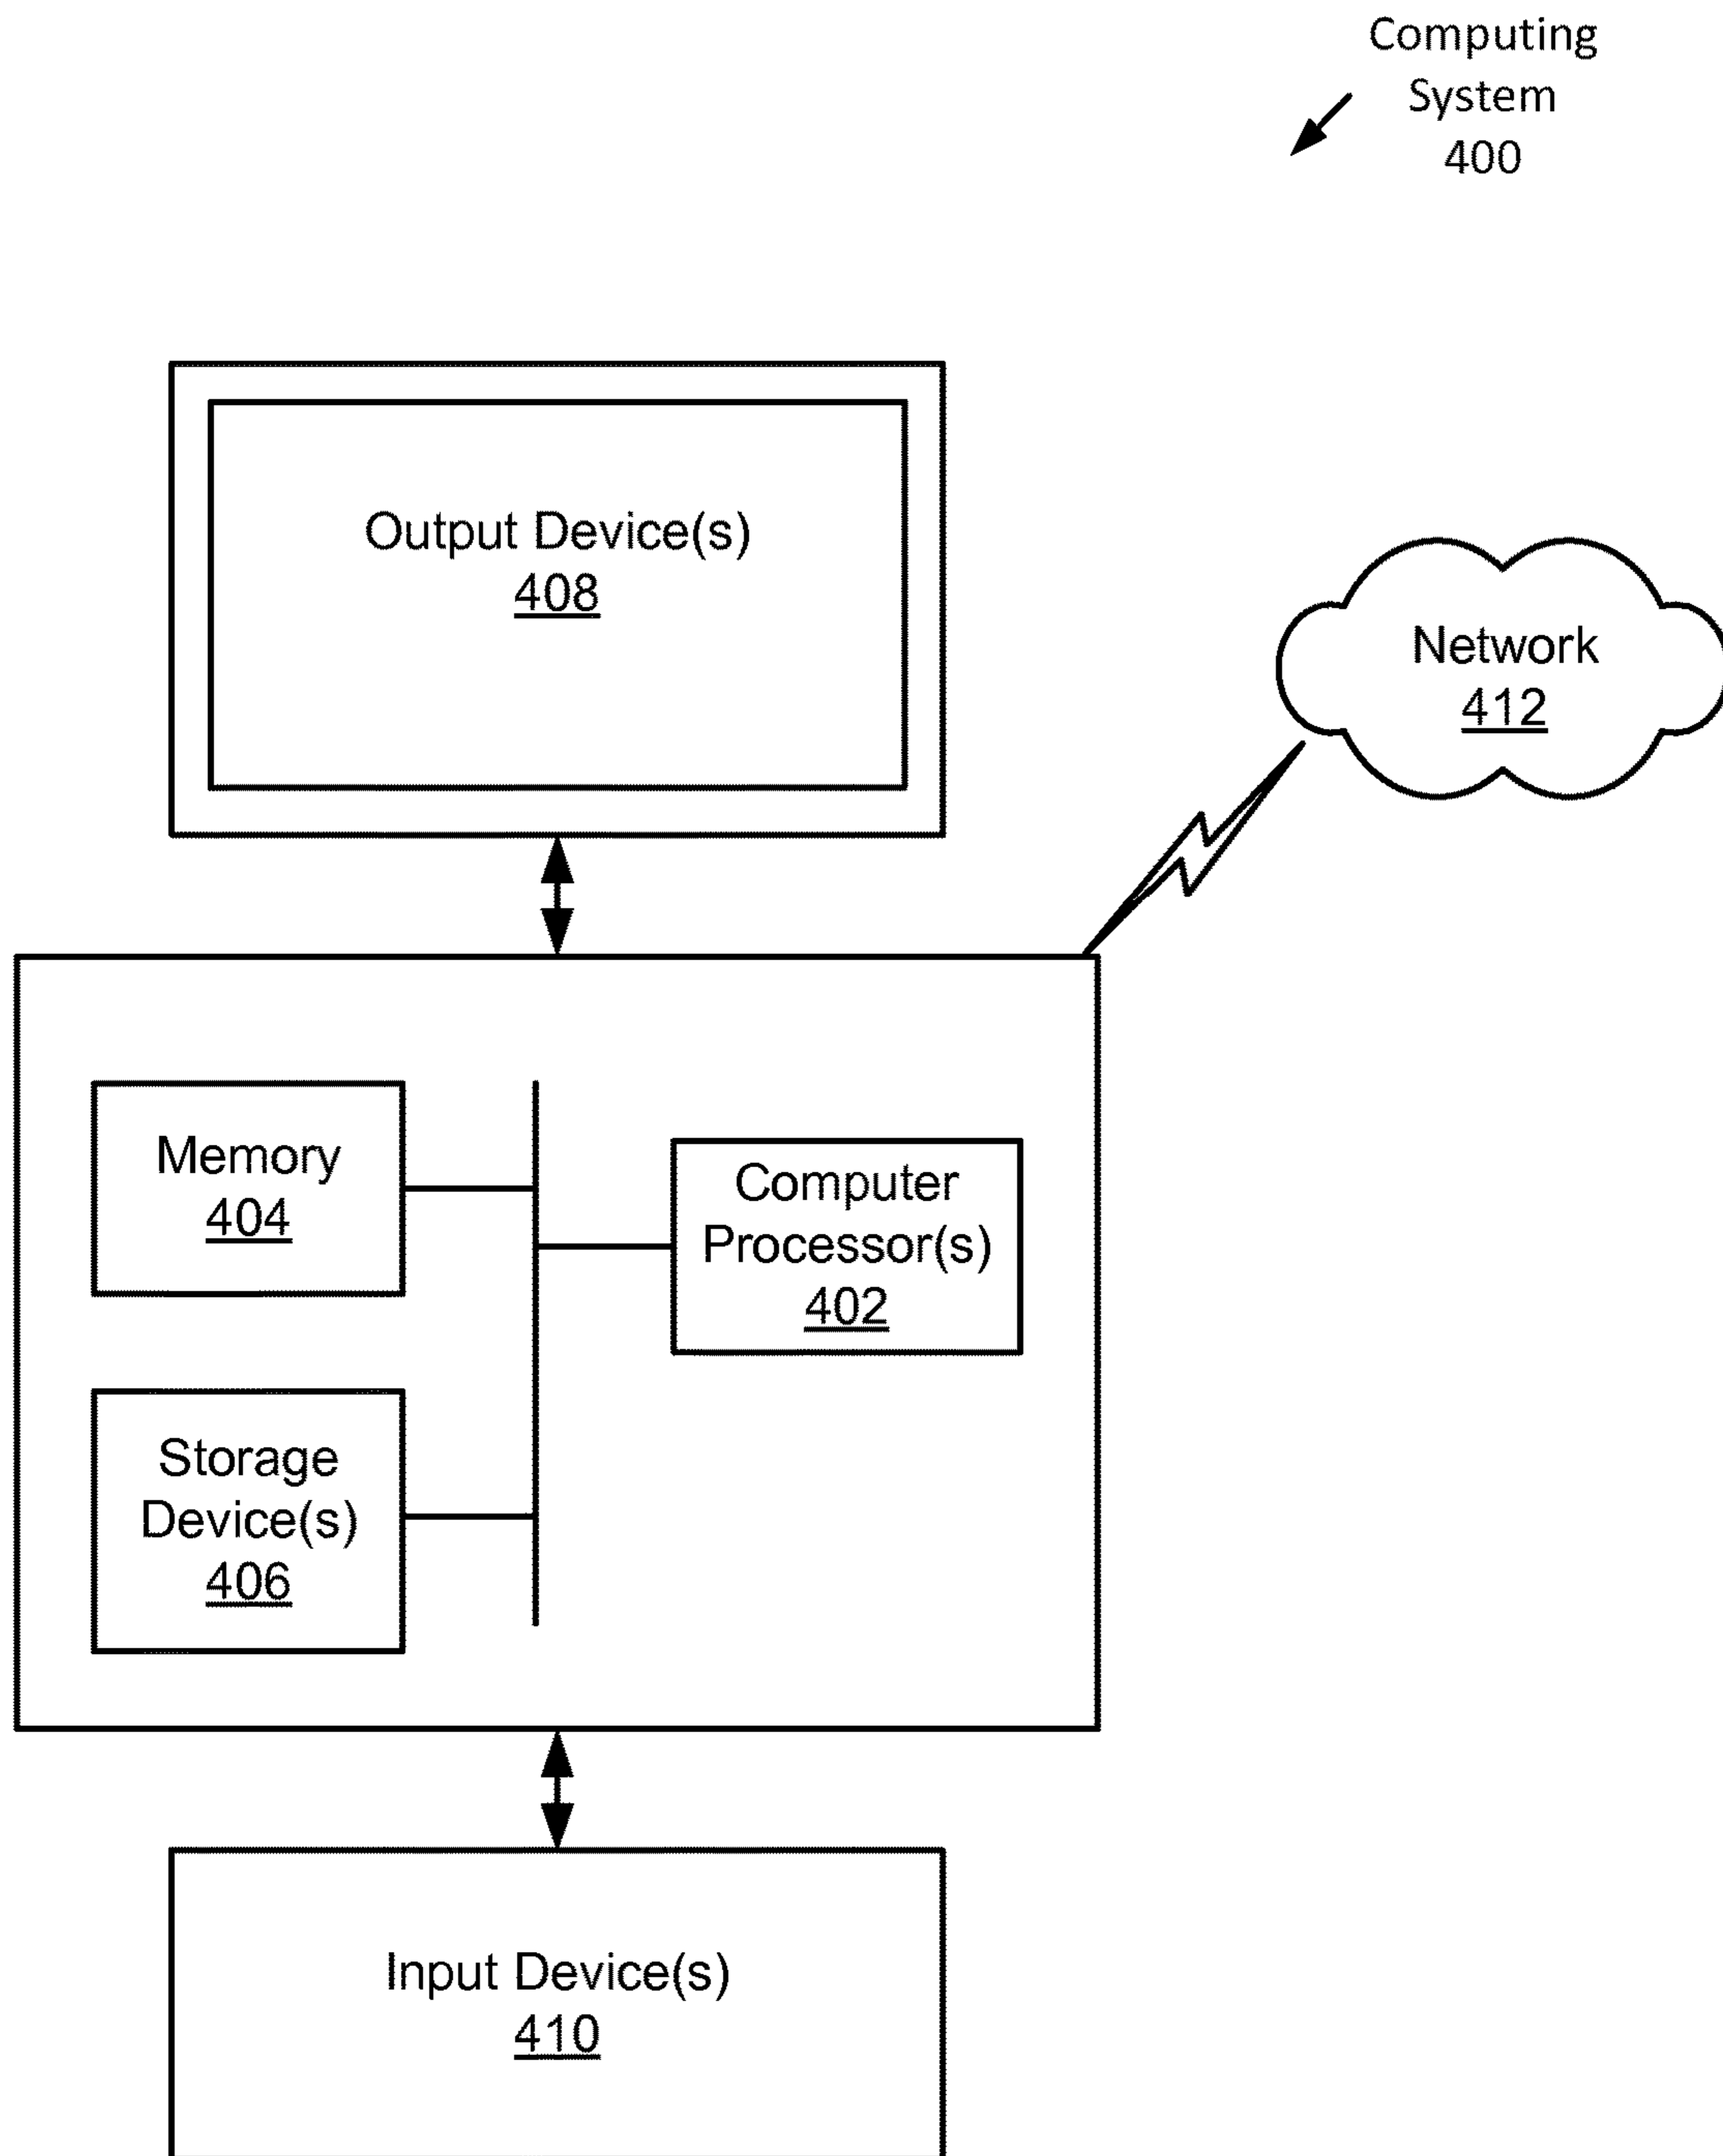 Computing
System
400
Output Device(s)
408
Network
412
Memory
404
Computer
Processor(s)
402
Storage
Device(s)
406
Input Device(s)
410